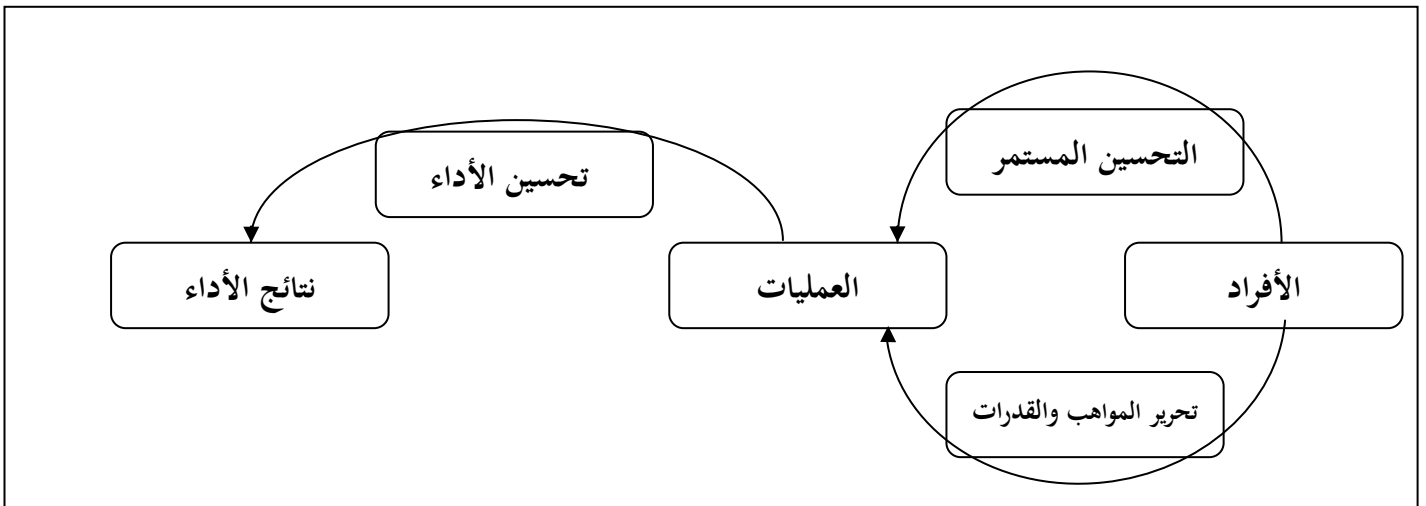 التحسين المستمر
تحسين الأداء
الأفراد
العمليات
نتائج الأداء
تحرير المواهب والقدرات